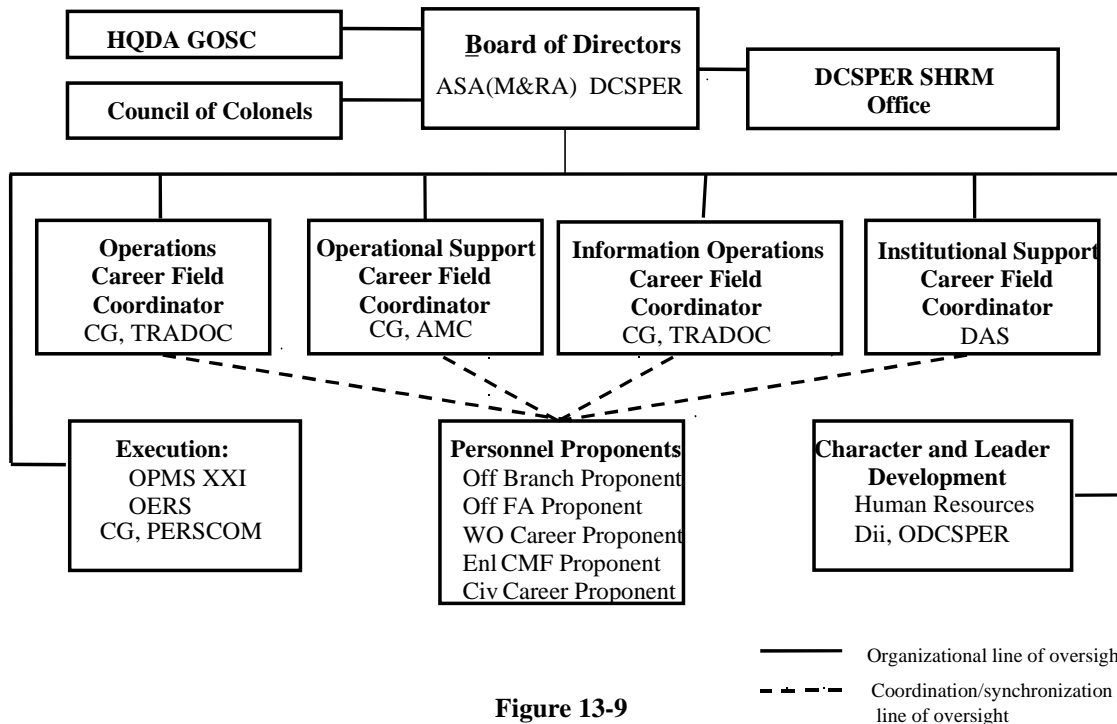 HQDA GOSC
Board of Directors
ASA(M&RA) DCSPER
Council of Colonels
DCSPER SHRM
Office
Operations
Career Field
Coordinator
CG, TRADOC
Operational Support
Career Field
Coordinator
CG, AMC
Information Operations
Career Field
Coordinator
CG, TRADOC
Institutional Support
Career Field
Coordinator
DAS
Execution:
OPMS XXI
OERS
CG, PERSCOM
Personnel Proponents
Off Branch Proponent
Off FA Proponent
WO Career Proponent
Enl CMF Proponent
Civ Career Proponent
Character and Leader
Development
Human Resources
Dii, ODCSPER
Organizational line of oversigh
Coordination/synchronization
line of oversight
Figure 13-9